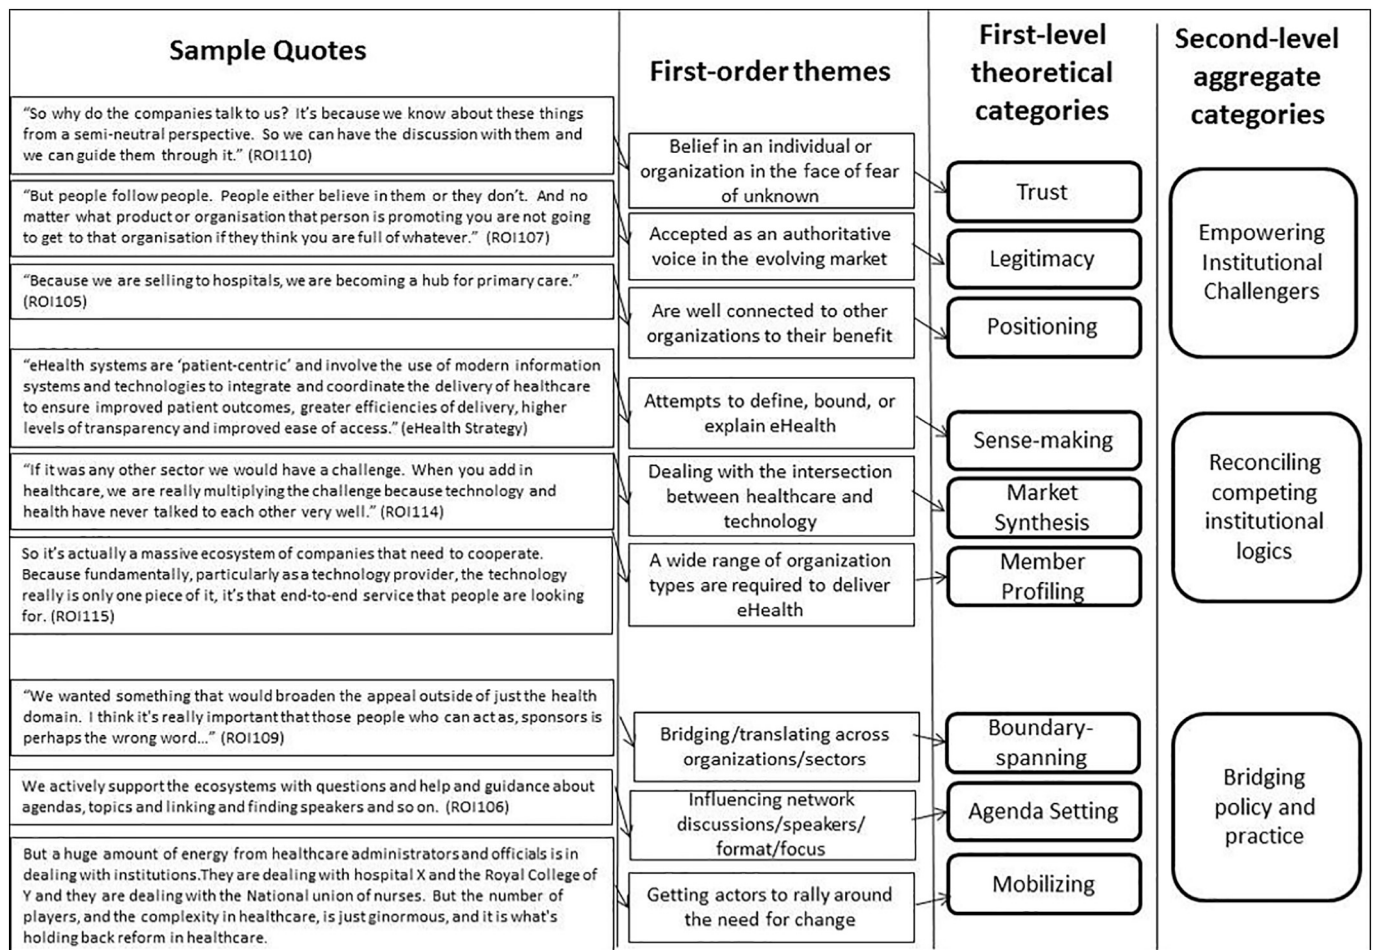 Sample Quotes
First-order themes
First-level
theoretical
categories
Second-level
aggregate
categories
“So why do the companies talk to us? It’s because we know about these things
from a semi-neutral perspective. So we can have the discussion with them and
we can guide them through it.” (ROI110)
“But people follow people. People either believe in them or they don’t. And no
matter what product or organisation that person is promoting you are not going
to get to that organisation if they think you are full of whatever.” (ROI107)
“Because we are selling to hospitals, we are becoming a hub for primary care.”
(ROI105)
Belief in an individual or
organization in the face of fear
of unknown
Accepted as an authoritative
voice in the evolving market
Are well connected to other
organizations to their benefit
Trust
Legitimacy
Positioning
Empowering
Institutional
Challengers
“eHealth systems are ‘patient-centric’ and involve the use of modern information
systems and technologies to integrate and coordinate the delivery of healthcare
to ensure improved patient outcomes, greater efficiencies of delivery, higher
levels of transparency and improved ease of access.” (eHealth Strategy)
“If it was any other sector we would have a challenge. When you add in
healthcare, we are really multiplying the challenge because technology and
health have never talked to each other very well.” (ROI114)
So it’s actually a massive ecosystem of companies that need to cooperate.
Because fundamentally, particularly as a technology provider, the technology
really is only one piece of it, it’s that end-to-end service that people are looking
for. (ROI115)
Attempts to define, bound, or
explain eHealth
Dealing with the intersection
between healthcare and
technology
A wide range of organization
types are required to deliver
eHealth
Sense-making
Market
Synthesis
Member
Profiling
Reconciling
competing
institutional
logics
“We wanted something that would broaden the appeal outside of just the health
domain. I think it's really important that those people who can act as, sponsors is
perhaps the wrong word...” (ROI109)
We actively support the ecosystems with questions and help and guidance about
agendas, topics and linking and finding speakers and so on. (ROI106)
But a huge amount of energy from healthcare administrators and officials is in
dealing with institutions.They are dealing with hospital X and the Royal College of
Y and they are dealing with the National union of nurses. But the number of
players, and the complexity in healthcare, is just ginormous, and it is what's
holding back reform in healthcare.
Bridging/translating across
organizations/sectors
Influencing network
discussions/speakers/
format/focus
Getting actors to rally around
the need for change
Boundary-
spanning
Agenda Setting
Mobilizing
Bridging
policy and
practice